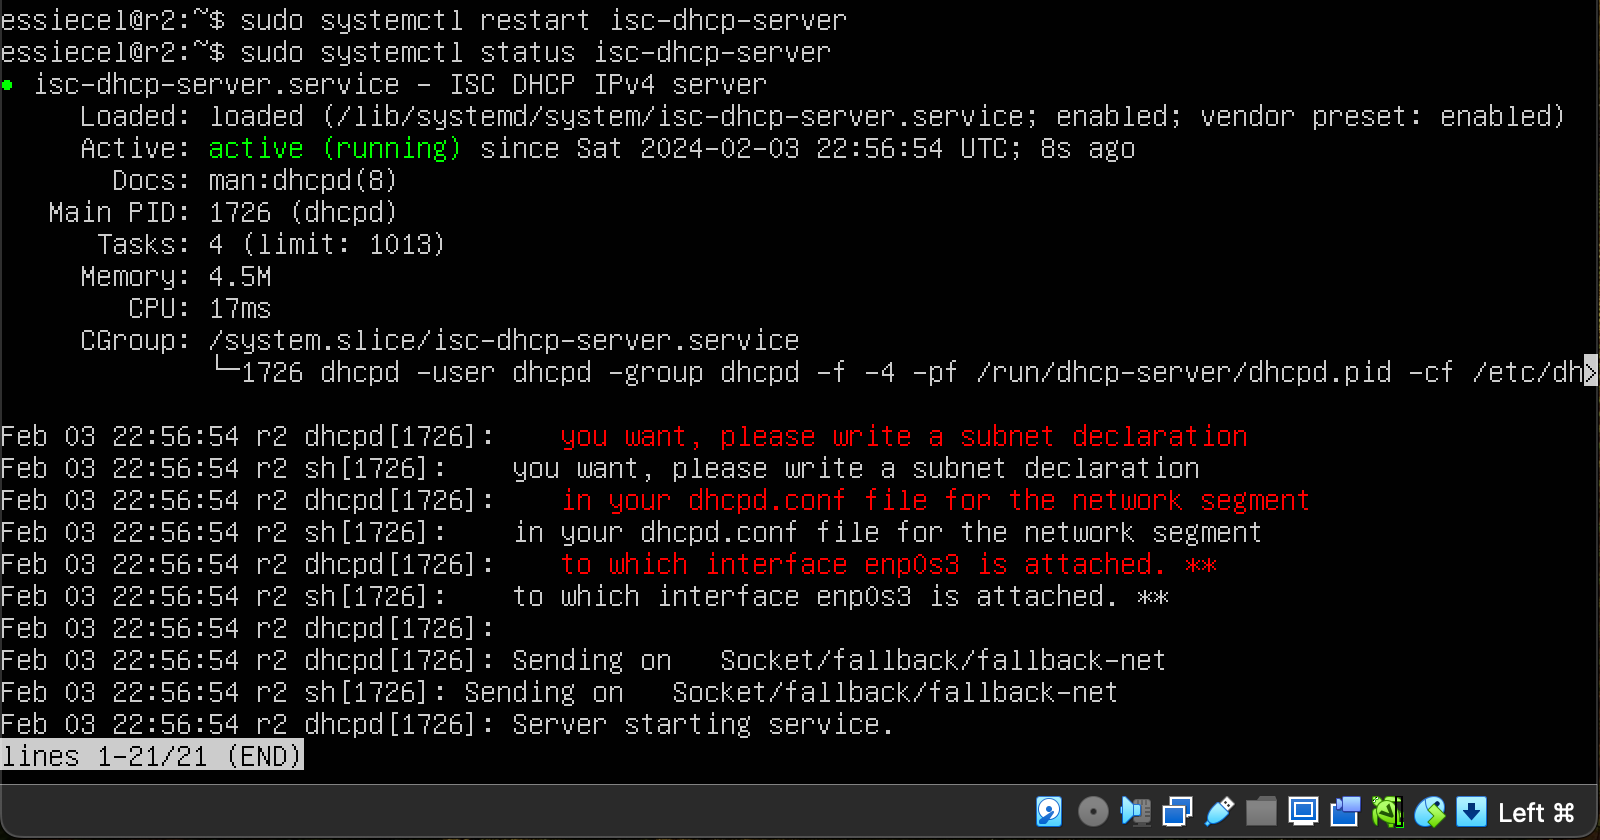 essiecel@r2:~$ sudo systemctl restart isc-dhcp-server
essiecel@r2:~$ sudo systemctl status isc-dhcp-server
● isc-dhcp-server.service - ISC DHCP IPv4 server
     Loaded: loaded (/lib/systemd/system/isc-dhcp-server.service; enabled; vendor preset: enabled)
     Active: active (running) since Sat 2024-02-03 22:56:54 UTC; 8s ago
       Docs: man:dhcpd(8)
   Main PID: 1726 (dhcpd)
      Tasks: 4 (limit: 1013)
     Memory: 4.5M
        CPU: 17ms
     CGroup: /system.slice/isc-dhcp-server.service
             └─1726 dhcpd -user dhcpd -group dhcpd -f -4 -pf /run/dhcp-server/dhcpd.pid -cf /etc/dh>
Feb 03 22:56:54 r2 dhcpd[1726]:    you want, please write a subnet declaration
Feb 03 22:56:54 r2 sh[1726]:    you want, please write a subnet declaration
Feb 03 22:56:54 r2 dhcpd[1726]:    in your dhcpd.conf file for the network segment
Feb 03 22:56:54 r2 sh[1726]:    in your dhcpd.conf file for the network segment
Feb 03 22:56:54 r2 dhcpd[1726]:    to which interface enp0s3 is attached. **
Feb 03 22:56:54 r2 sh[1726]:    to which interface enp0s3 is attached. **
Feb 03 22:56:54 r2 dhcpd[1726]:
Feb 03 22:56:54 r2 dhcpd[1726]: Sending on   Socket/fallback/fallback-net
Feb 03 22:56:54 r2 sh[1726]: Sending on   Socket/fallback/fallback-net
Feb 03 22:56:54 r2 dhcpd[1726]: Server starting service.
lines 1-21/21 (END)
Left ⌘